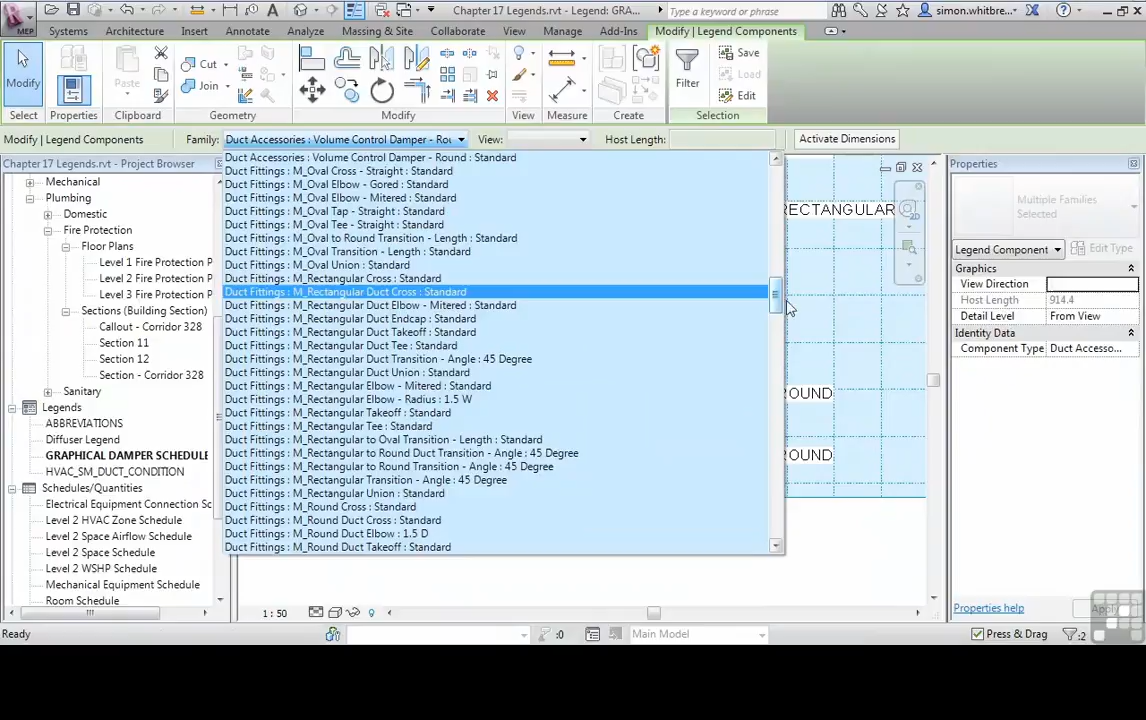 Chapter 17 Legends.rvt - Legend: GRA...
Type a keyword or phrase
simon.whitbre...
MEP
Systems
Architecture
Insert
Annotate
Analyze
Massing & Site
Collaborate
View
Manage
Add-Ins
Modify | Legend Components
Modify
Paste
Cut
Join
Filter
Save
Load
Edit
Select
Properties
Clipboard
Geometry
Modify
View
Measure
Create
Selection
Modify | Legend Components
Family:
Duct Accessories : Volume Control Damper - Rou
View:
Host Length:
Activate Dimensions
Chapter 17 Legends.rvt - Project Browser
Mechanical
Plumbing
Domestic
Fire Protection
Floor Plans
Level 1 Fire Protection P
Level 2 Fire Protection P
Level 3 Fire Protection P
Sections (Building Section)
Callout - Corridor 328
Section 11
Section 12
Section - Corridor 328
Sanitary
Legends
ABBREVIATIONS
Diffuser Legend
GRAPHICAL DAMPER SCHEDULE
HVAC_SM_DUCT_CONDITION
Schedules/Quantities
Electrical Equipment Connection Sc
Level 2 HVAC Zone Schedule
Level 2 Space Airflow Schedule
Level 2 Space Schedule
Level 2 WSHP Schedule
Mechanical Equipment Schedule
Room Schedule
Duct Accessories : Volume Control Damper - Round : Standard
Duct Fittings : M_Oval Cross - Straight : Standard
Duct Fittings : M_Oval Elbow - Gored : Standard
Duct Fittings : M_Oval Elbow - Mitered : Standard
Duct Fittings : M_Oval Tap - Straight : Standard
Duct Fittings : M_Oval Tee - Straight : Standard
Duct Fittings : M_Oval to Round Transition - Length : Standard
Duct Fittings : M_Oval Transition - Length : Standard
Duct Fittings : M_Oval Union : Standard
Duct Fittings : M_Rectangular Cross : Standard
Duct Fittings : M_Rectangular Duct Cross : Standard
Duct Fittings : M_Rectangular Duct Elbow - Mitered : Standard
Duct Fittings : M_Rectangular Duct Endcap : Standard
Duct Fittings : M_Rectangular Duct Takeoff : Standard
Duct Fittings : M_Rectangular Duct Tee : Standard
Duct Fittings : M_Rectangular Duct Transition - Angle : 45 Degree
Duct Fittings : M_Rectangular Duct Union : Standard
Duct Fittings : M_Rectangular Elbow - Mitered : Standard
Duct Fittings : M_Rectangular Elbow - Radius : 1.5 W
Duct Fittings : M_Rectangular Takeoff : Standard
Duct Fittings : M_Rectangular Tee : Standard
Duct Fittings : M_Rectangular to Oval Transition - Length : Standard
Duct Fittings : M_Rectangular to Round Duct Transition - Angle : 45 Degree
Duct Fittings : M_Rectangular to Round Transition - Angle : 45 Degree
Duct Fittings : M_Rectangular Transition - Angle : 45 Degree
Duct Fittings : M_Rectangular Union : Standard
Duct Fittings : M_Round Cross : Standard
Duct Fittings : M_Round Duct Cross : Standard
Duct Fittings : M_Round Duct Elbow : 1.5 D
Duct Fittings : M_Round Duct Takeoff : Standard
RECTANGULAR
2D
OUND
OUND
Properties
Multiple Families
Selected
Legend Component
Edit Type
Graphics
View Direction
Host Length 914.4
Detail Level From View
Identity Data
Component Type Duct Accesso...
Properties help
Apply
1 : 50
Ready
:0
Main Model
Press & Drag
:2